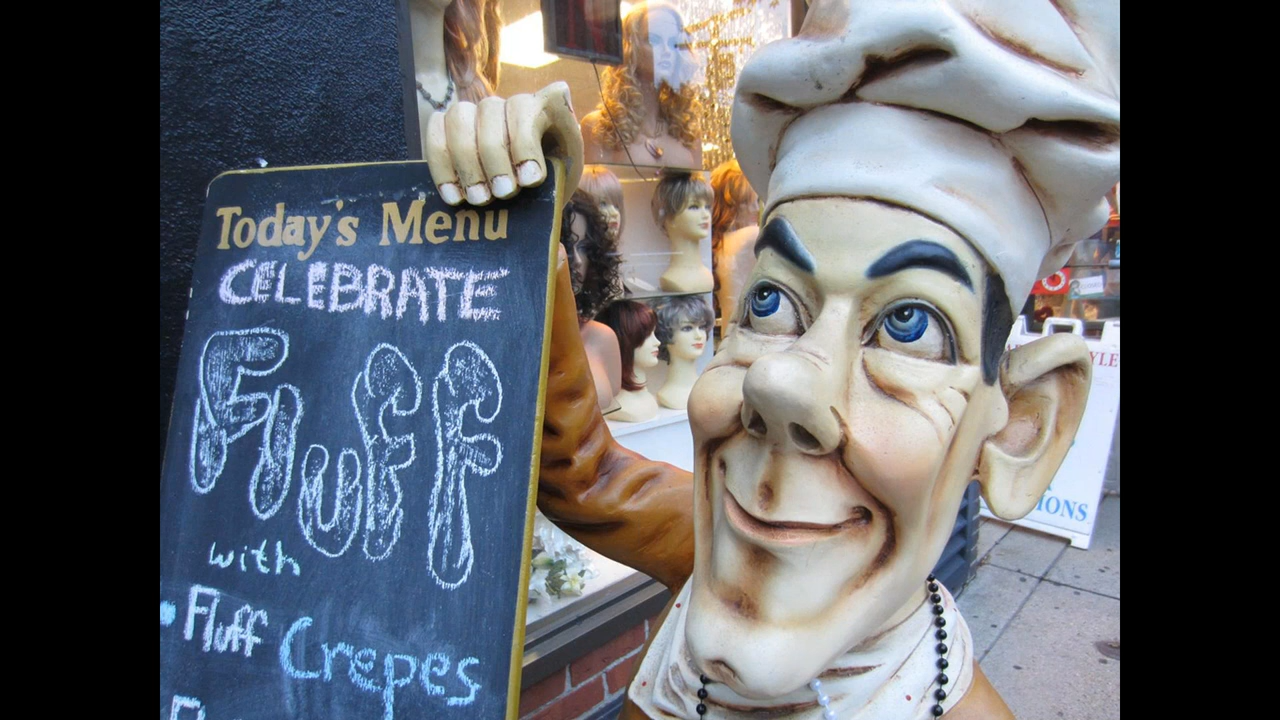 Today's Menu
CELEBRATE
Fluff
with
Fluff Crepes